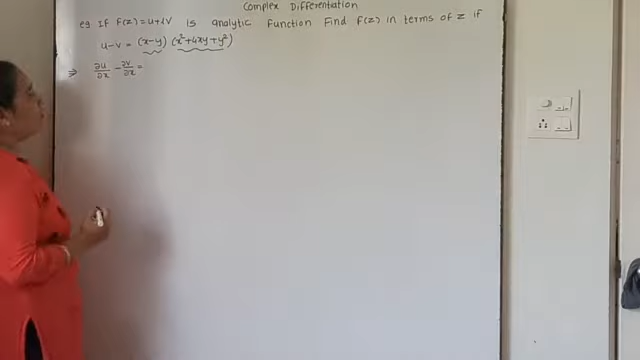 Complex Differentiation
eg. If f(z)=u+iv is analytic function Find f(z) in terms of z if
u-v = (x-y) (x²+4xy+y²)
⇒ ∂u/∂x - ∂v/∂x =